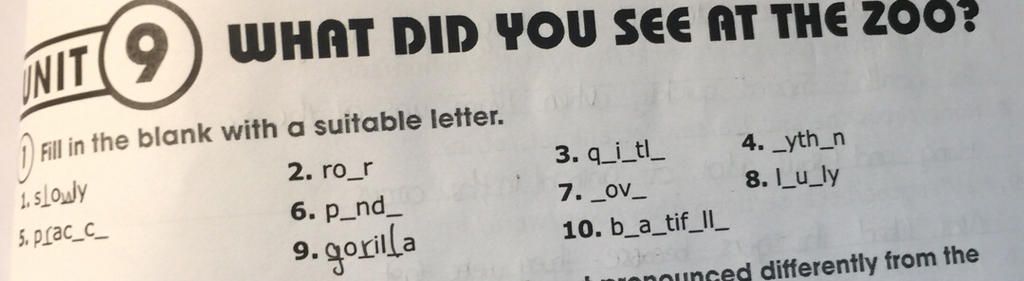 UNIT 9 WHAT DID YOU SEE AT THE ZOO?
1 Fill in the blank with a suitable letter.
1. slowly 2. ro_r 3. q_i_tl_ 4. _yth_n
5. prac_c_ 6. p_nd_ 7. _ov_ 8. l_u_ly
9. gorilla 10. b_a_tif_ll_
pronounced differently from the